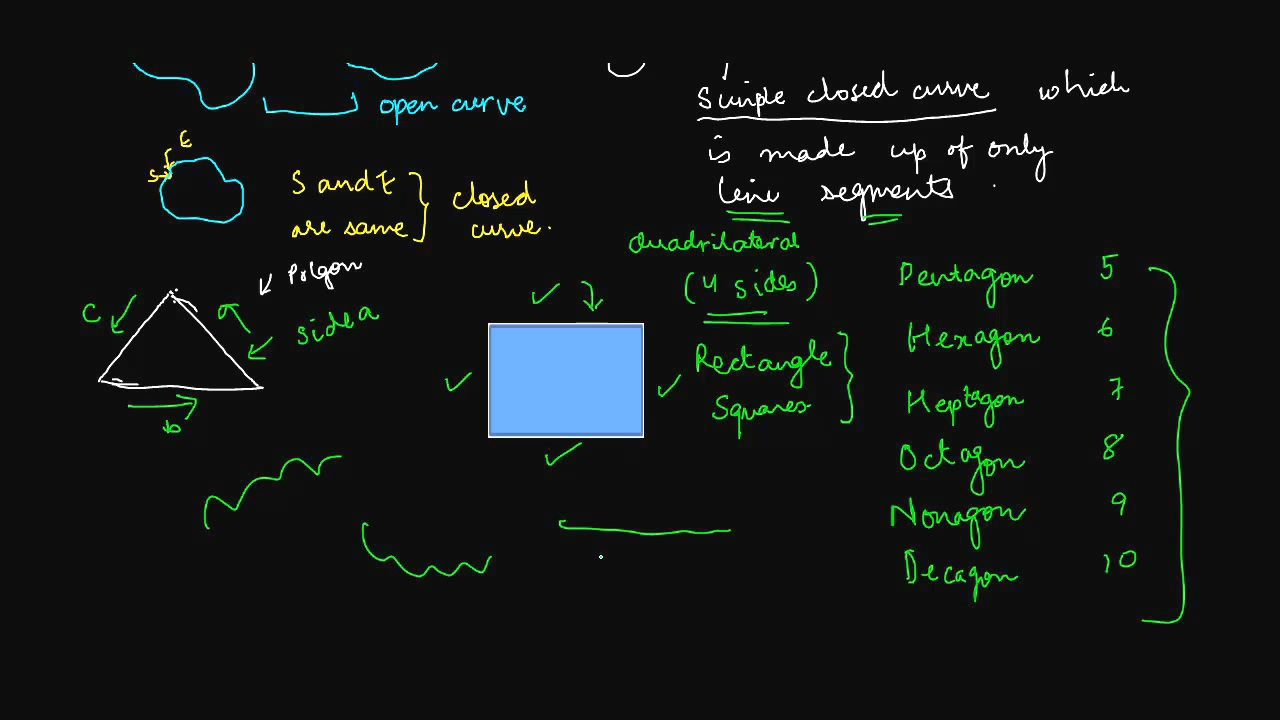 open curve
E
S
S and E
are same
closed
curve.
Simple closed curve which
is made up of only
line segments.
Polgon
C
a
side a
b
Quadrilateral
(4 sides)
Rectangle
Squares
Pentagon 5
Hexagon 6
Heptagon 7
Octagon 8
Nonagon 9
Decagon 10